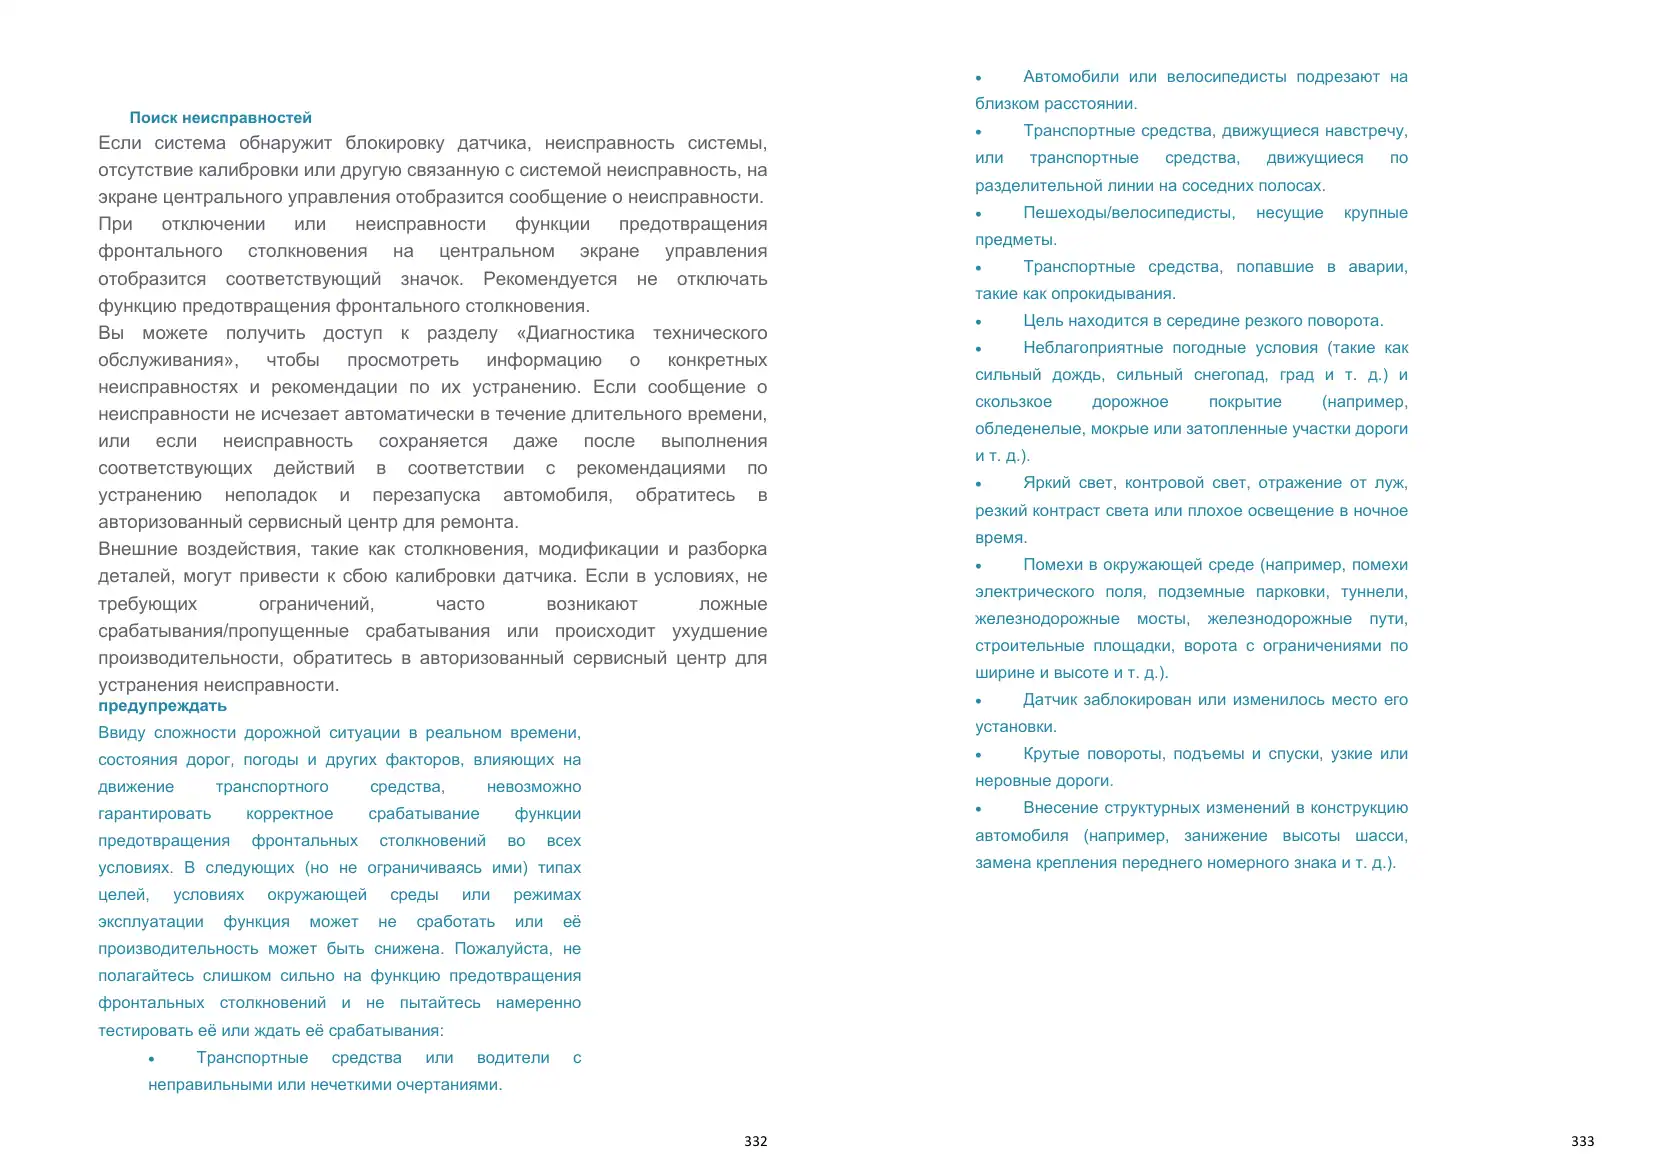 Поиск неисправностей
Если система обнаружит блокировку датчика, неисправность системы,
отсутствие калибровки или другую связанную с системой неисправность, на
экране центрального управления отобразится сообщение о неисправности.
При отключении или неисправности функции предотвращения
фронтального столкновения на центральном экране управления
отобразится соответствующий значок. Рекомендуется не отключать
функцию предотвращения фронтального столкновения.
Вы можете получить доступ к разделу «Диагностика технического
обслуживания», чтобы просмотреть информацию о конкретных
неисправностях и рекомендации по их устранению. Если сообщение о
неисправности не исчезает автоматически в течение длительного времени,
или если неисправность сохраняется даже после выполнения
соответствующих действий в соответствии с рекомендациями по
устранению неполадок и перезапуска автомобиля, обратитесь в
авторизованный сервисный центр для ремонта.
Внешние воздействия, такие как столкновения, модификации и разборка
деталей, могут привести к сбою калибровки датчика. Если в условиях, не
требующих ограничений, часто возникают ложные
срабатывания/пропущенные срабатывания или происходит ухудшение
производительности, обратитесь в авторизованный сервисный центр для
устранения неисправности.
предупреждать
Ввиду сложности дорожной ситуации в реальном времени,
состояния дорог, погоды и других факторов, влияющих на
движение транспортного средства, невозможно
гарантировать корректное срабатывание функции
предотвращения фронтальных столкновений во всех
условиях. В следующих (но не ограничиваясь ими) типах
целей, условиях окружающей среды или режимах
эксплуатации функция может не сработать или её
производительность может быть снижена. Пожалуйста, не
полагайтесь слишком сильно на функцию предотвращения
фронтальных столкновений и не пытайтесь намеренно
тестировать её или ждать её срабатывания:
• Транспортные средства или водители с
неправильными или нечеткими очертаниями.
332
• Автомобили или велосипедисты подрезают на
близком расстоянии.
• Транспортные средства, движущиеся навстречу,
или транспортные средства, движущиеся по
разделительной линии на соседних полосах.
• Пешеходы/велосипедисты, несущие крупные
предметы.
• Транспортные средства, попавшие в аварии,
такие как опрокидывания.
• Цель находится в середине резкого поворота.
• Неблагоприятные погодные условия (такие как
сильный дождь, сильный снегопад, град и т. д.) и
скользкое дорожное покрытие (например,
обледенелые, мокрые или затопленные участки дороги
и т. д.).
• Яркий свет, контровой свет, отражение от луж,
резкий контраст света или плохое освещение в ночное
время.
• Помехи в окружающей среде (например, помехи
электрического поля, подземные парковки, туннели,
железнодорожные мосты, железнодорожные пути,
строительные площадки, ворота с ограничениями по
ширине и высоте и т. д.).
• Датчик заблокирован или изменилось место его
установки.
• Крутые повороты, подъемы и спуски, узкие или
неровные дороги.
• Внесение структурных изменений в конструкцию
автомобиля (например, занижение высоты шасси,
замена крепления переднего номерного знака и т. д.).
333